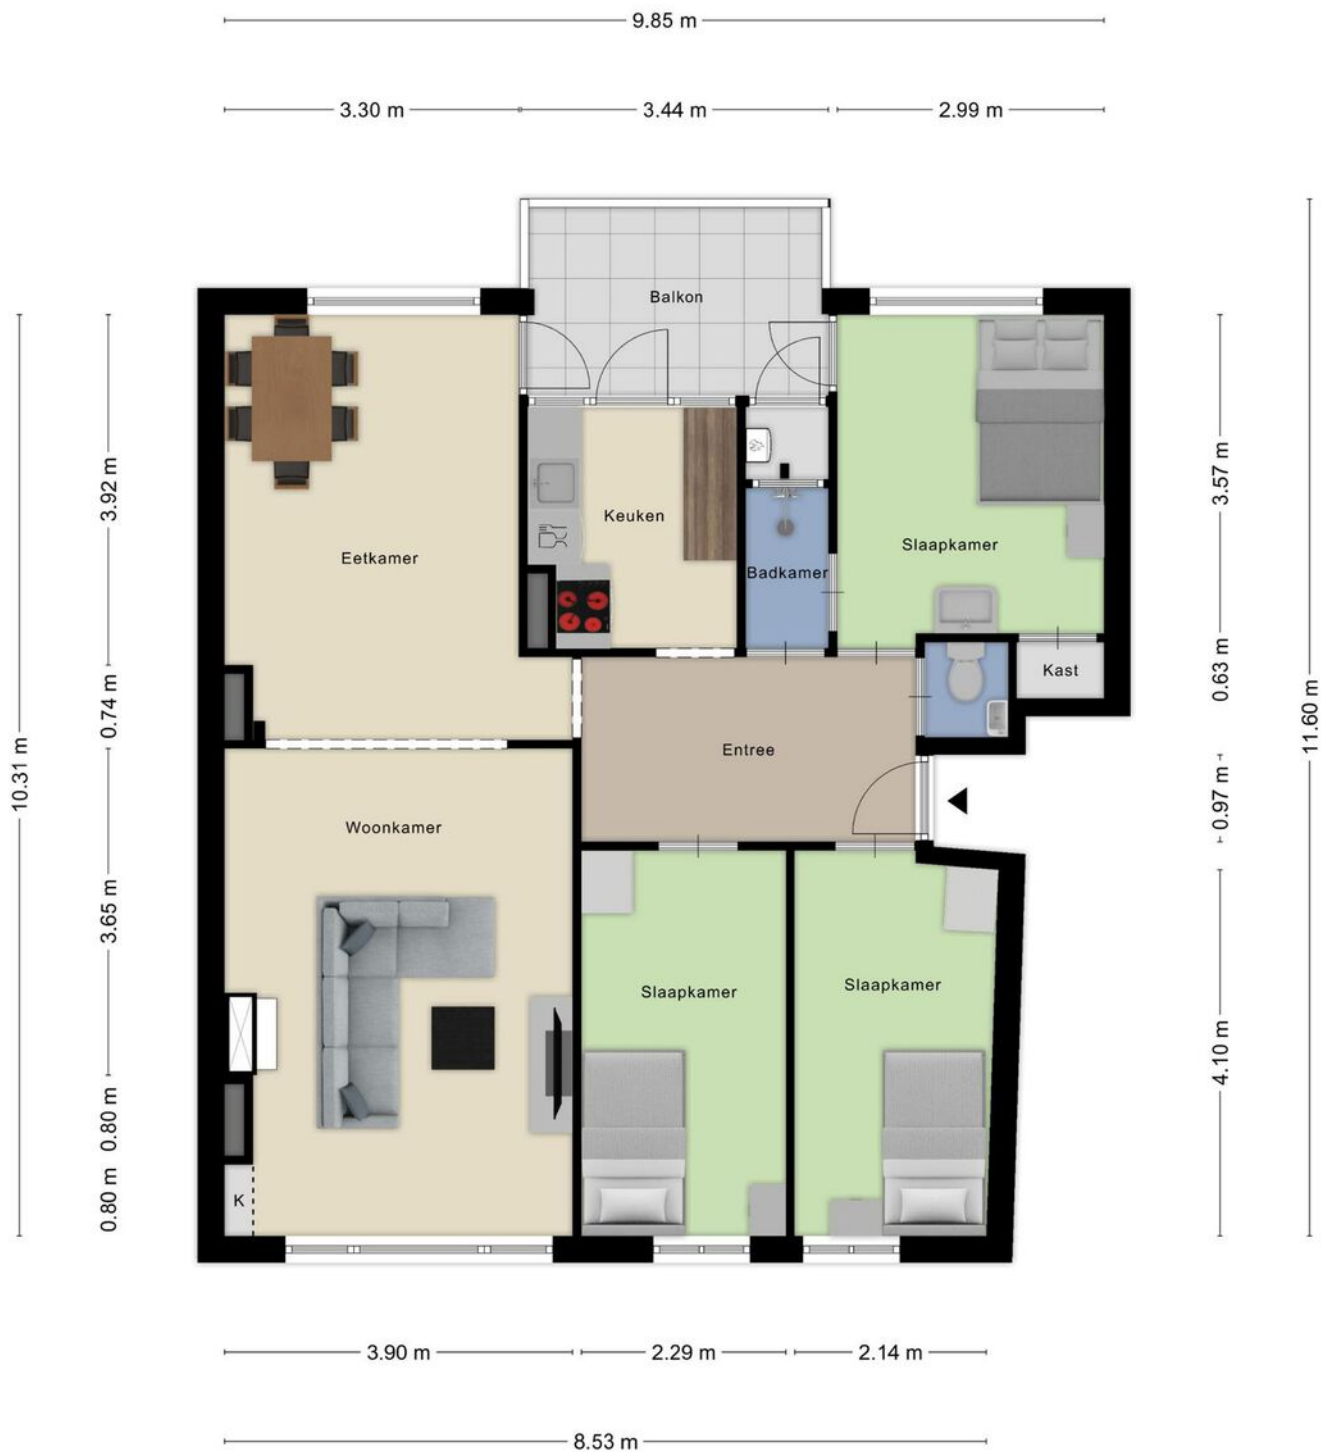 9.85 m
3.30 m
3.44 m
2.99 m
Balkon
3.92 m
3.57 m
Keuken
Slaapkamer
Eetkamer
Badkamer
0.74 m
0.63 m
Kast
11.60 m
10.31 m
Entree
0.97 m
Woonkamer
3.65 m
Slaapkamer
Slaapkamer
4.10 m
0.80 m
0.80 m
K
3.90 m
2.29 m
2.14 m
8.53 m